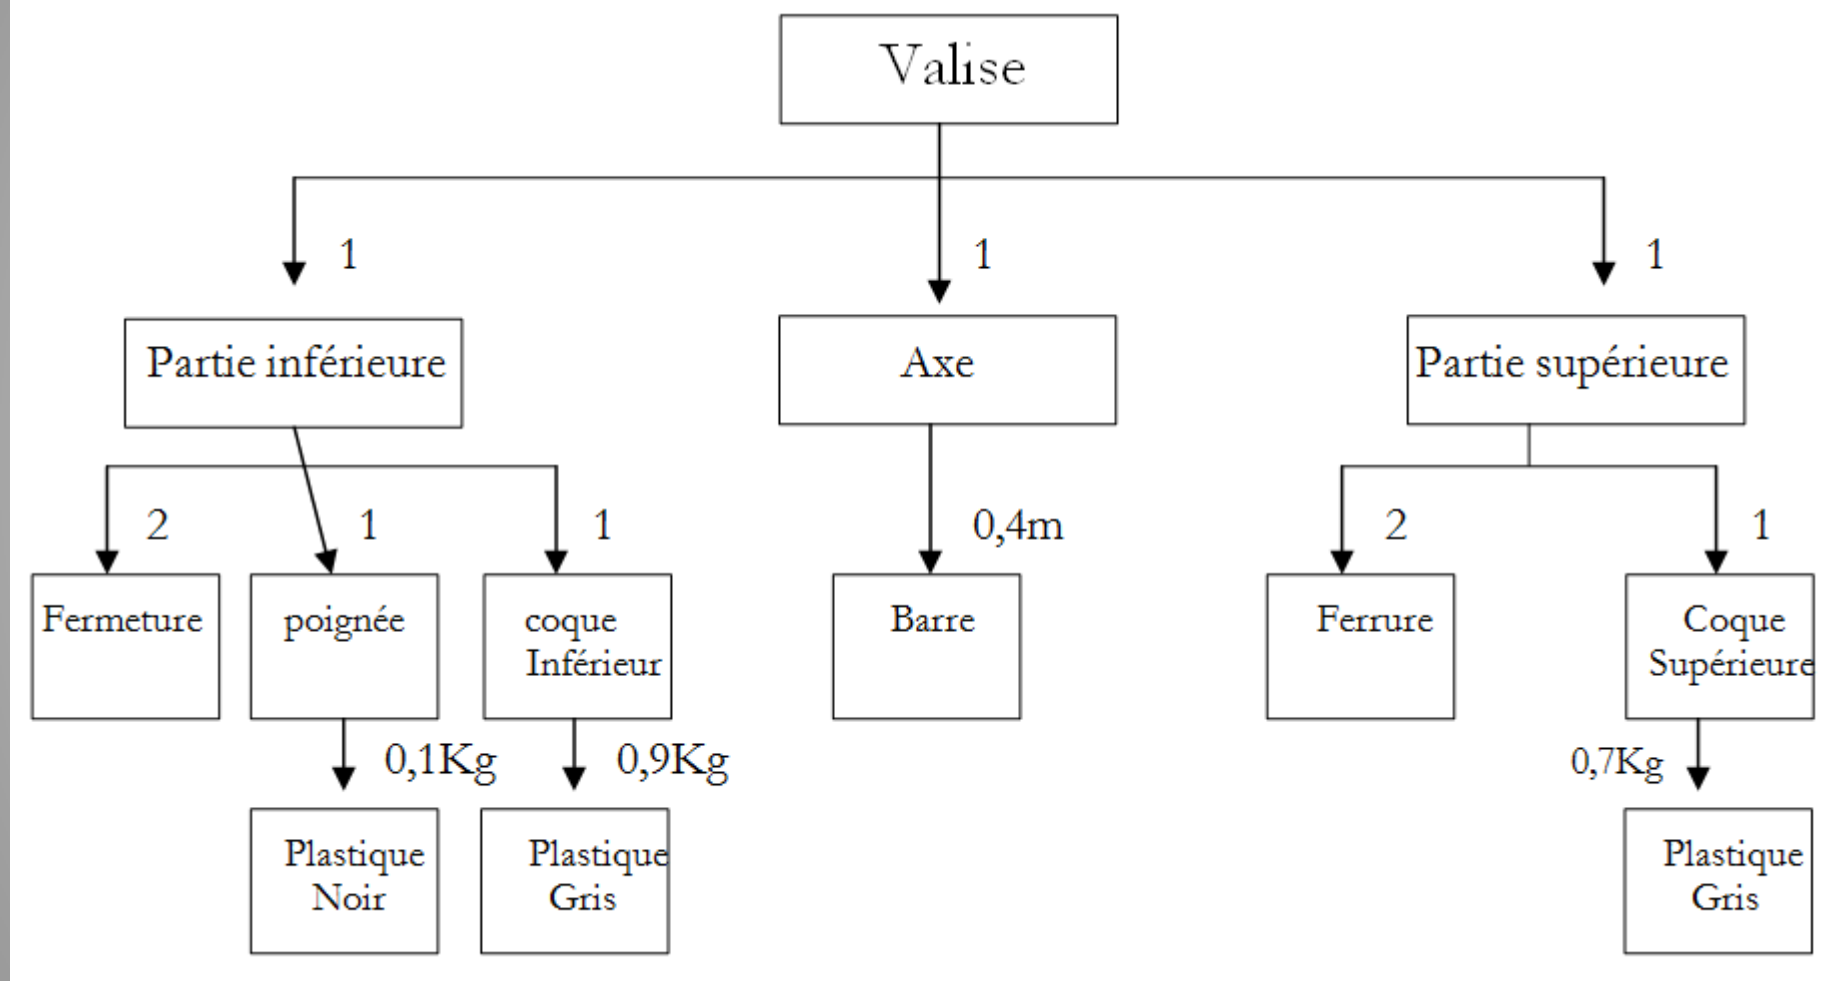 Valise
1
1
1
Partie inférieure
Axe
Partie supérieure
2
1
1
0,4m
2
1
Fermeture
poignée
coque
Inférieur
Barre
Ferrure
Coque
Supérieure
0,1Kg
0,9Kg
0,7Kg
Plastique
Noir
Plastique
Gris
Plastique
Gris